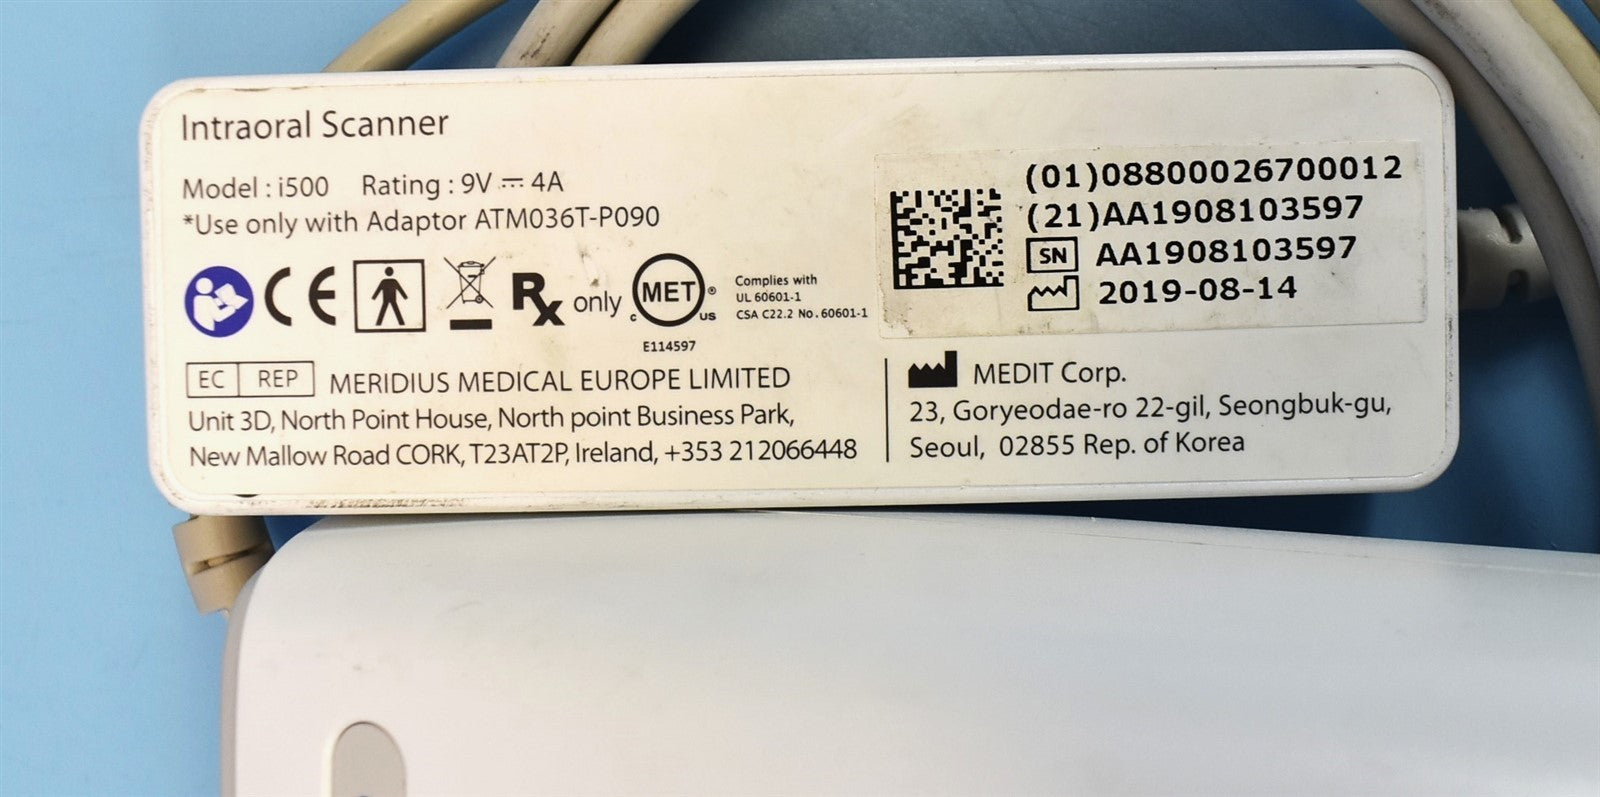 Intraoral Scanner
Model : i500 Rating : 9V ⎓ 4A
*Use only with Adaptor ATM036T-P090
CE
Rx only
c MET ® us
E114597
Complies with
UL 60601-1
CSA C22.2 No.60601-1
(01)08800026700012
(21)AA1908103597
SN AA1908103597
2019-08-14
EC REP MERIDIUS MEDICAL EUROPE LIMITED
Unit 3D, North Point House, North point Business Park,
New Mallow Road CORK, T23AT2P, Ireland, +353 212066448
MEDIT Corp.
23, Goryeodae-ro 22-gil, Seongbuk-gu,
Seoul, 02855 Rep. of Korea